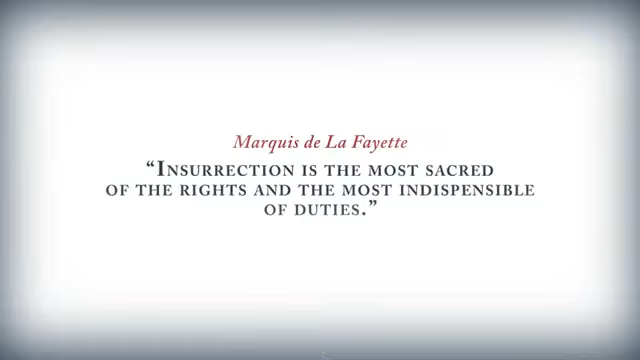 Marquis de La Fayette
“Insurrection is the most sacred
of the rights and the most indispensible
of duties.”